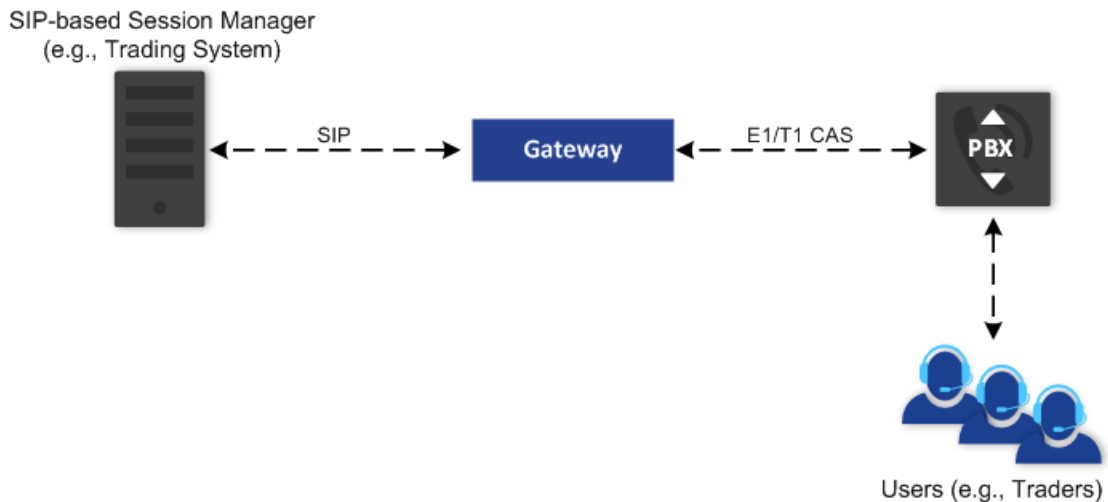 SIP-based Session Manager
(e.g., Trading System)
SIP
Gateway
E1/T1 CAS
PBX
Users (e.g., Traders)